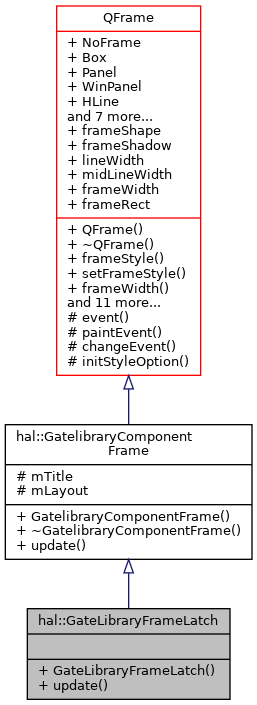 QFrame
+ NoFrame
+ Box
+ Panel
+ WinPanel
+ HLine
and 7 more...
+ frameShape
+ frameShadow
+ lineWidth
+ midLineWidth
+ frameWidth
+ frameRect
+ QFrame()
+ ~QFrame()
+ frameStyle()
+ setFrameStyle()
+ frameWidth()
and 11 more...
# event()
# paintEvent()
# changeEvent()
# initStyleOption()
hal::GatelibraryComponent
Frame
# mTitle
# mLayout
+ GatelibraryComponentFrame()
+ ~GatelibraryComponentFrame()
+ update()
hal::GateLibraryFrameLatch
+ GateLibraryFrameLatch()
+ update()